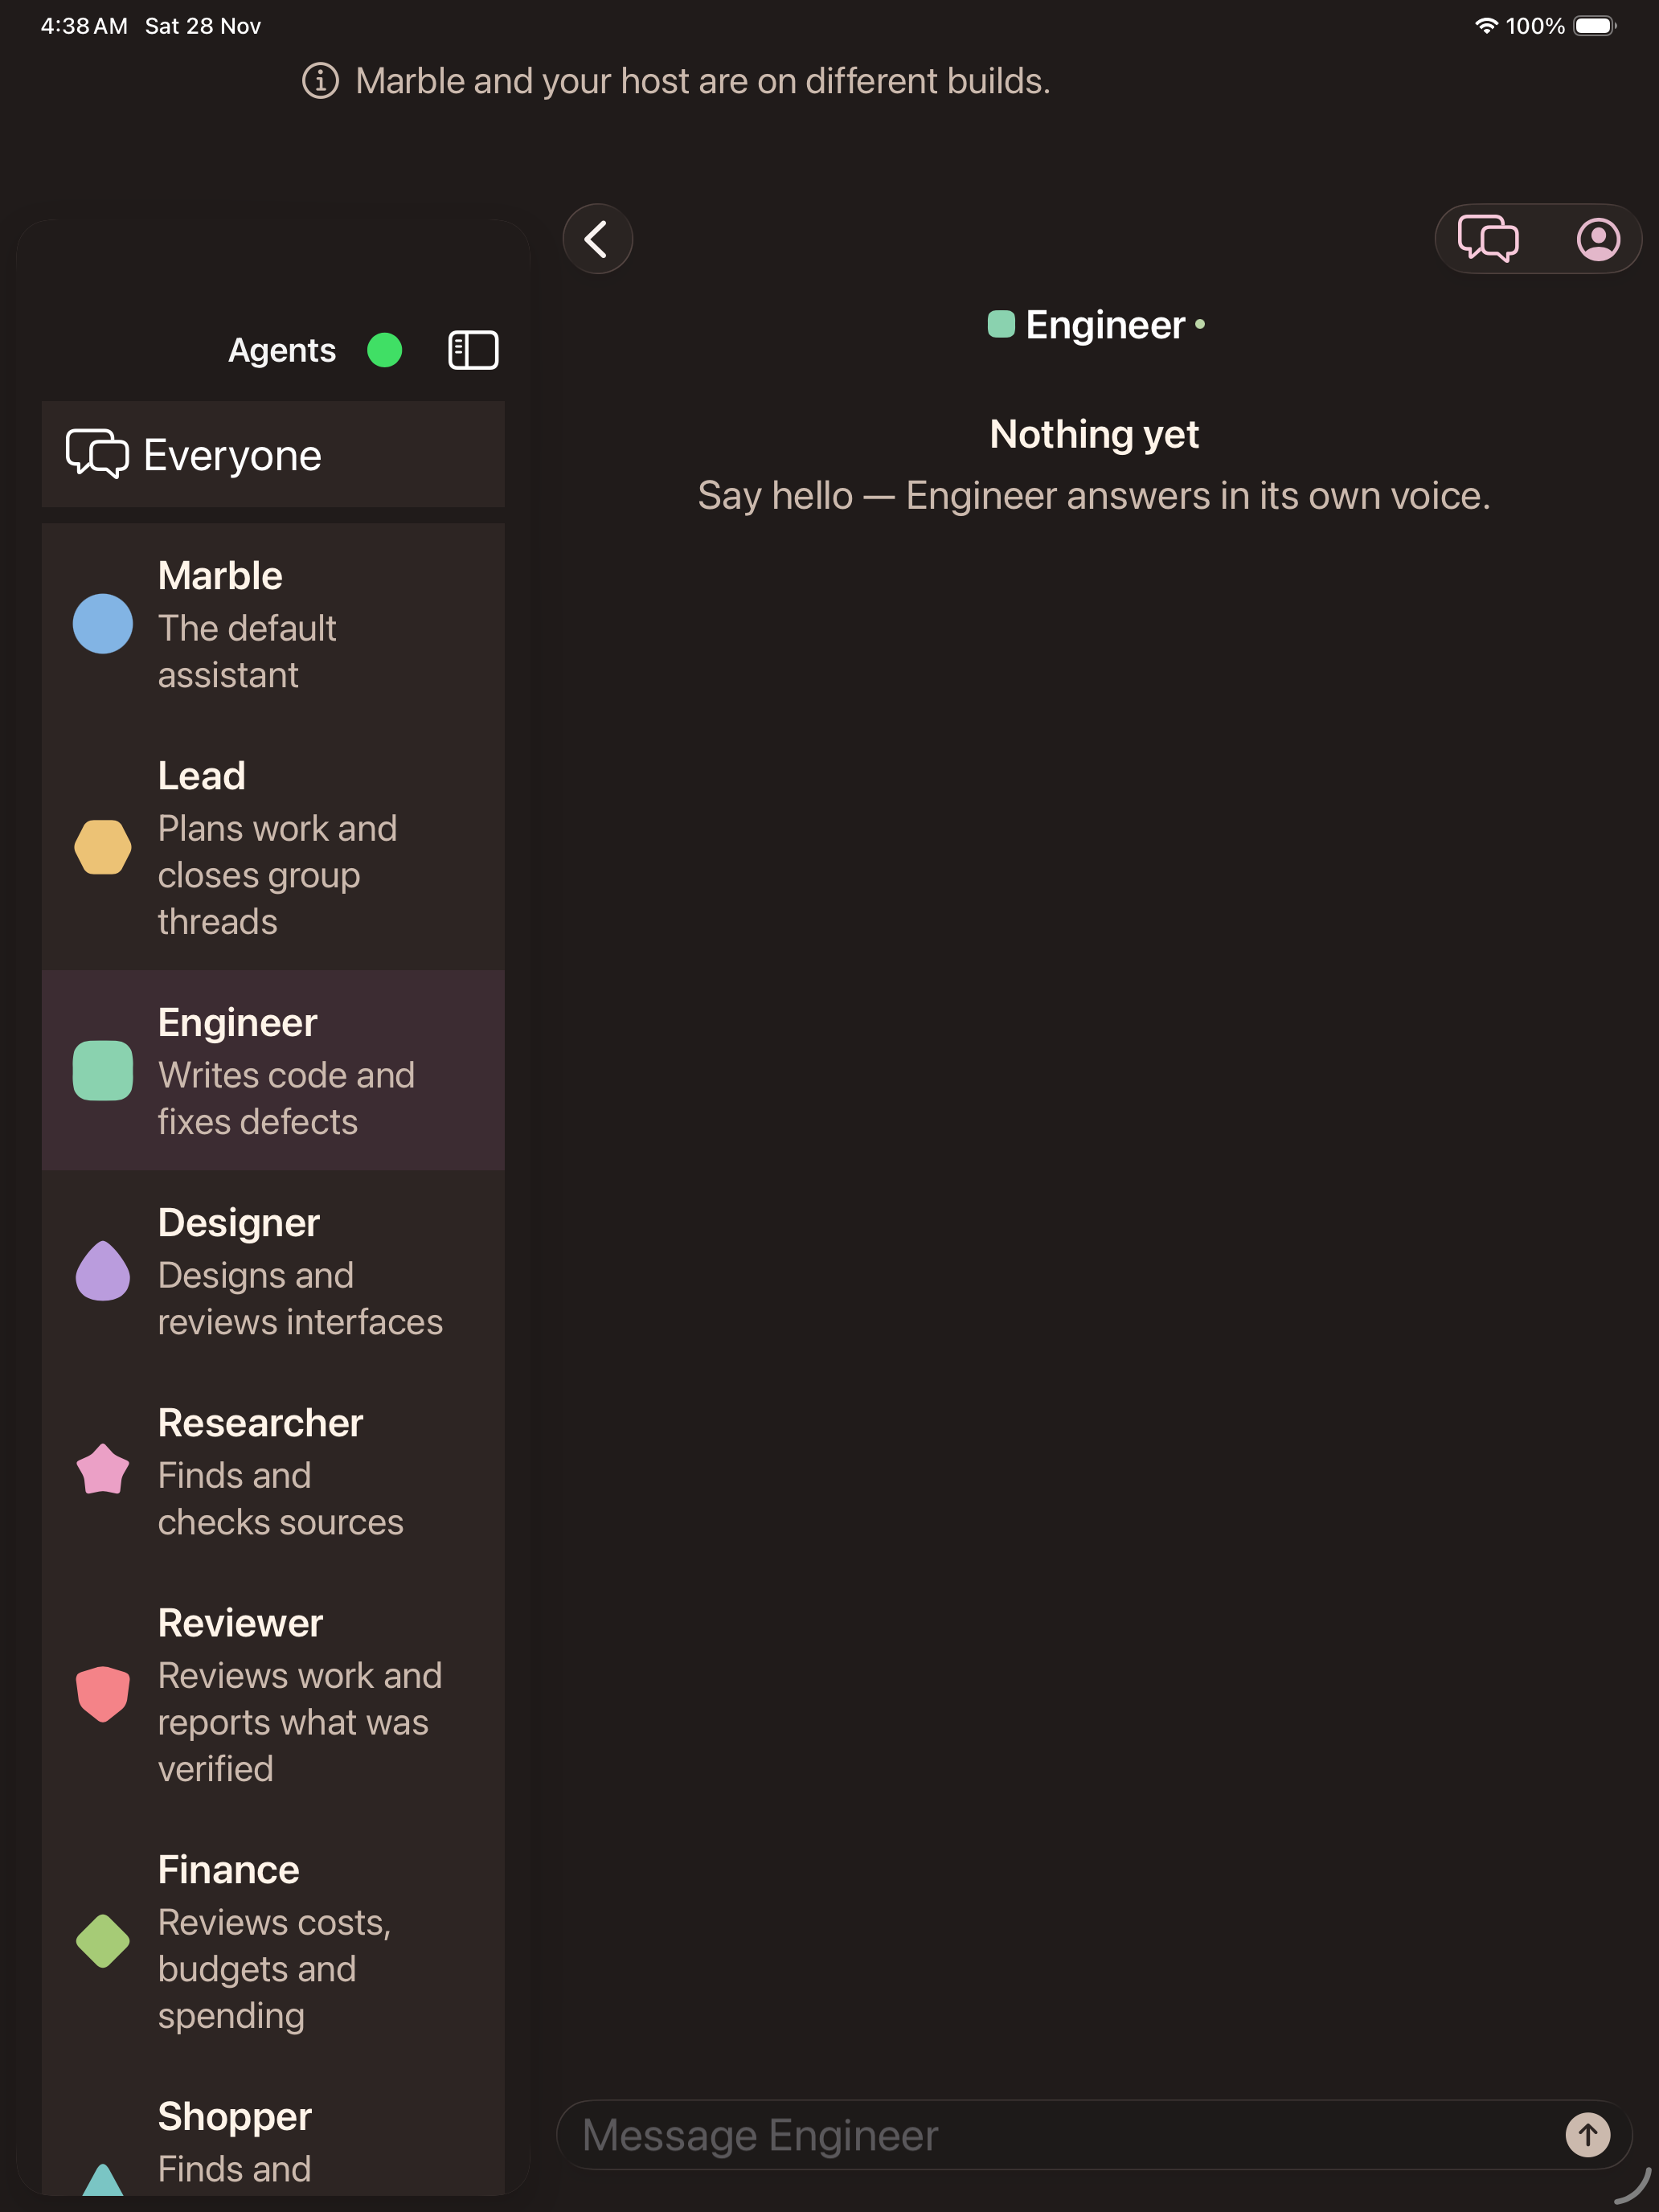 4:38 AM Sat 28 Nov
100%
Marble and your host are on different builds.
Agents
Everyone
Marble
The default
assistant
Lead
Plans work and
closes group
threads
Engineer
Writes code and
fixes defects
Designer
Designs and
reviews interfaces
Researcher
Finds and
checks sources
Reviewer
Reviews work and
reports what was
verified
Finance
Reviews costs,
budgets and
spending
Shopper
Finds and
Engineer
Nothing yet
Say hello — Engineer answers in its own voice.
Message Engineer